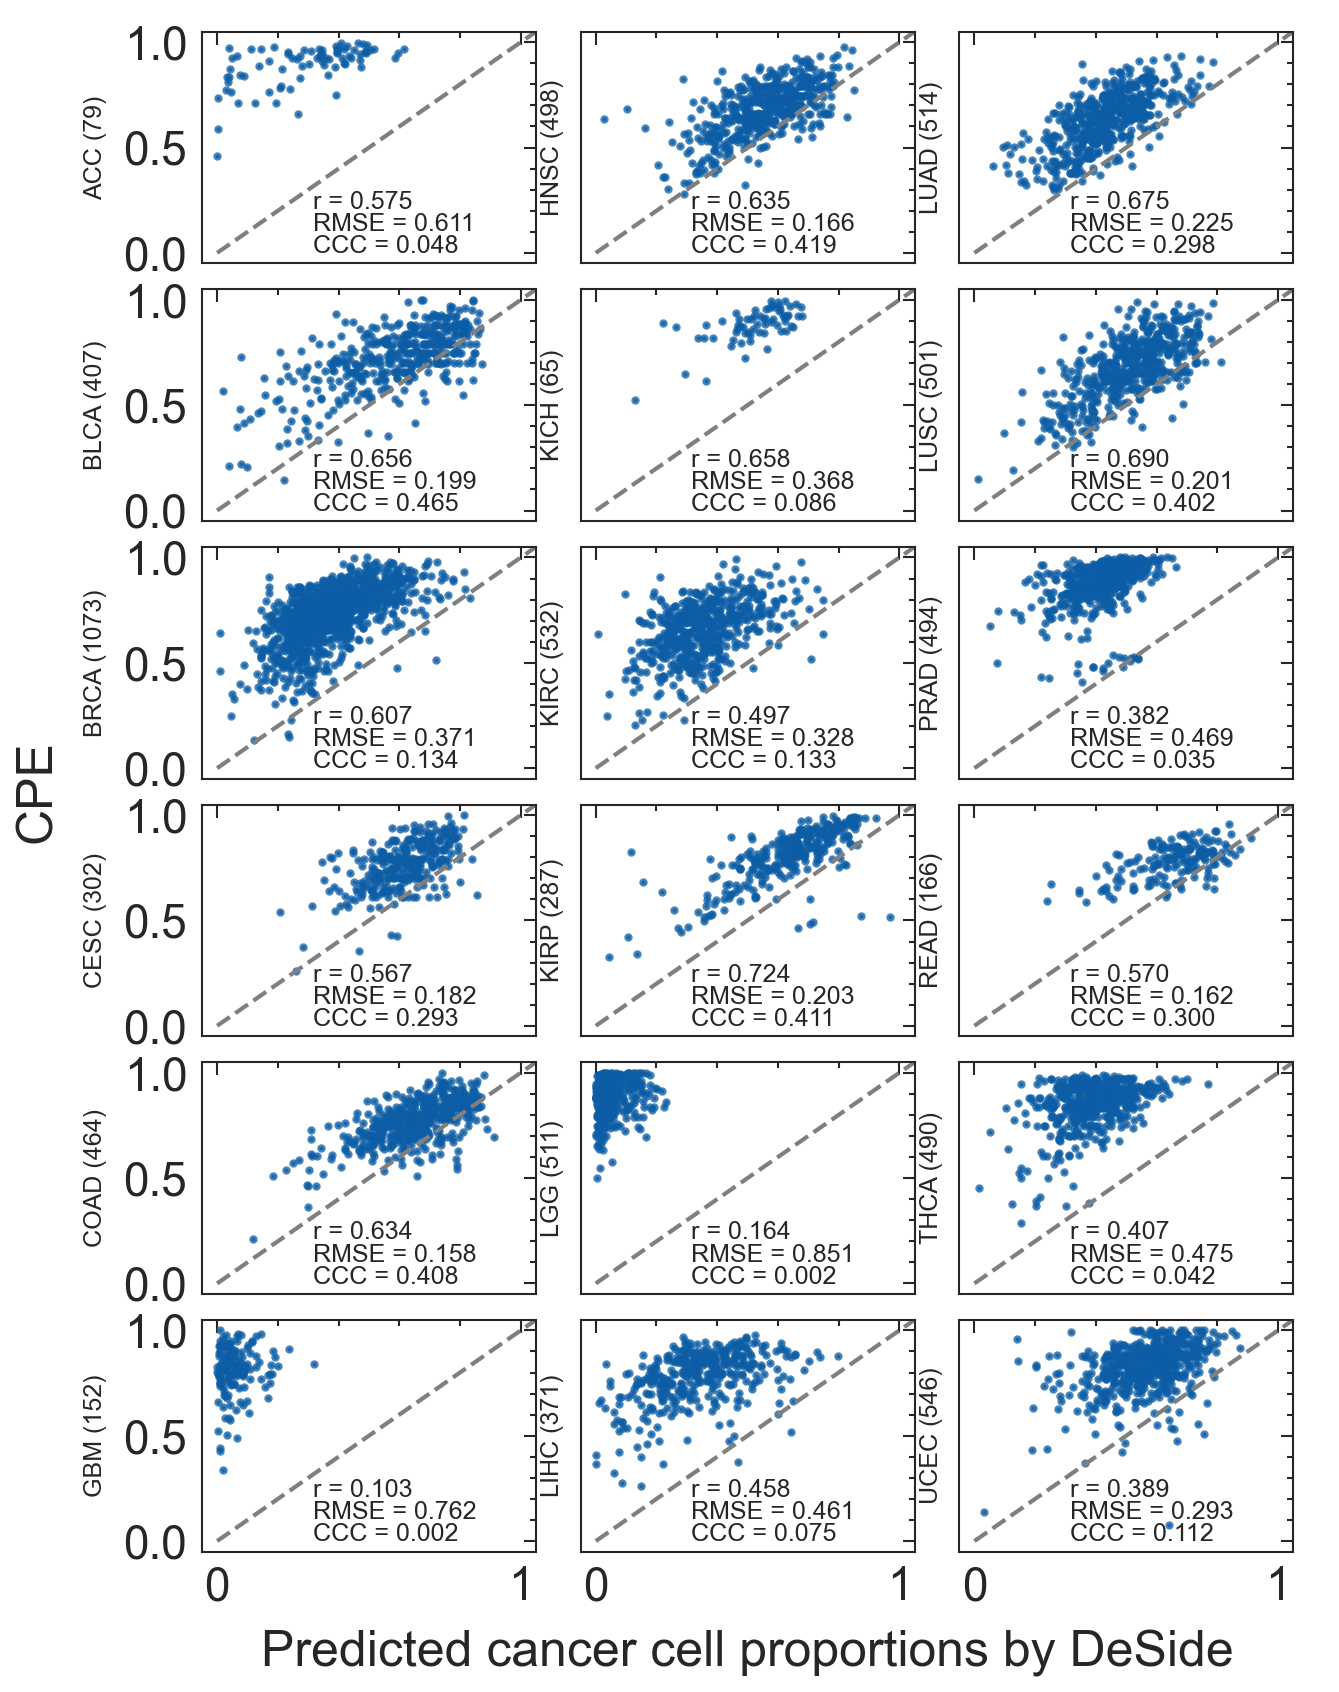 CPE
1.0
0.5
0.0
ACC (79)
r = 0.575
RMSE = 0.611
CCC = 0.048
HNSC (498)
r = 0.635
RMSE = 0.166
CCC = 0.419
LUAD (514)
r = 0.675
RMSE = 0.225
CCC = 0.298
1.0
0.5
0.0
BLCA (407)
r = 0.656
RMSE = 0.199
CCC = 0.465
KICH (65)
r = 0.658
RMSE = 0.368
CCC = 0.086
LUSC (501)
r = 0.690
RMSE = 0.201
CCC = 0.402
1.0
0.5
0.0
BRCA (1073)
r = 0.607
RMSE = 0.371
CCC = 0.134
KIRC (532)
r = 0.497
RMSE = 0.328
CCC = 0.133
PRAD (494)
r = 0.382
RMSE = 0.469
CCC = 0.035
1.0
0.5
0.0
CESC (302)
r = 0.567
RMSE = 0.182
CCC = 0.293
KIRP (287)
r = 0.724
RMSE = 0.203
CCC = 0.411
READ (166)
r = 0.570
RMSE = 0.162
CCC = 0.300
1.0
0.5
0.0
COAD (464)
r = 0.634
RMSE = 0.158
CCC = 0.408
LGG (511)
r = 0.164
RMSE = 0.851
CCC = 0.002
THCA (490)
r = 0.407
RMSE = 0.475
CCC = 0.042
1.0
0.5
0.0
GBM (152)
r = 0.103
RMSE = 0.762
CCC = 0.002
LIHC (371)
r = 0.458
RMSE = 0.461
CCC = 0.075
UCEC (546)
r = 0.389
RMSE = 0.293
CCC = 0.112
0 1 0 1 0 1
Predicted cancer cell proportions by DeSide